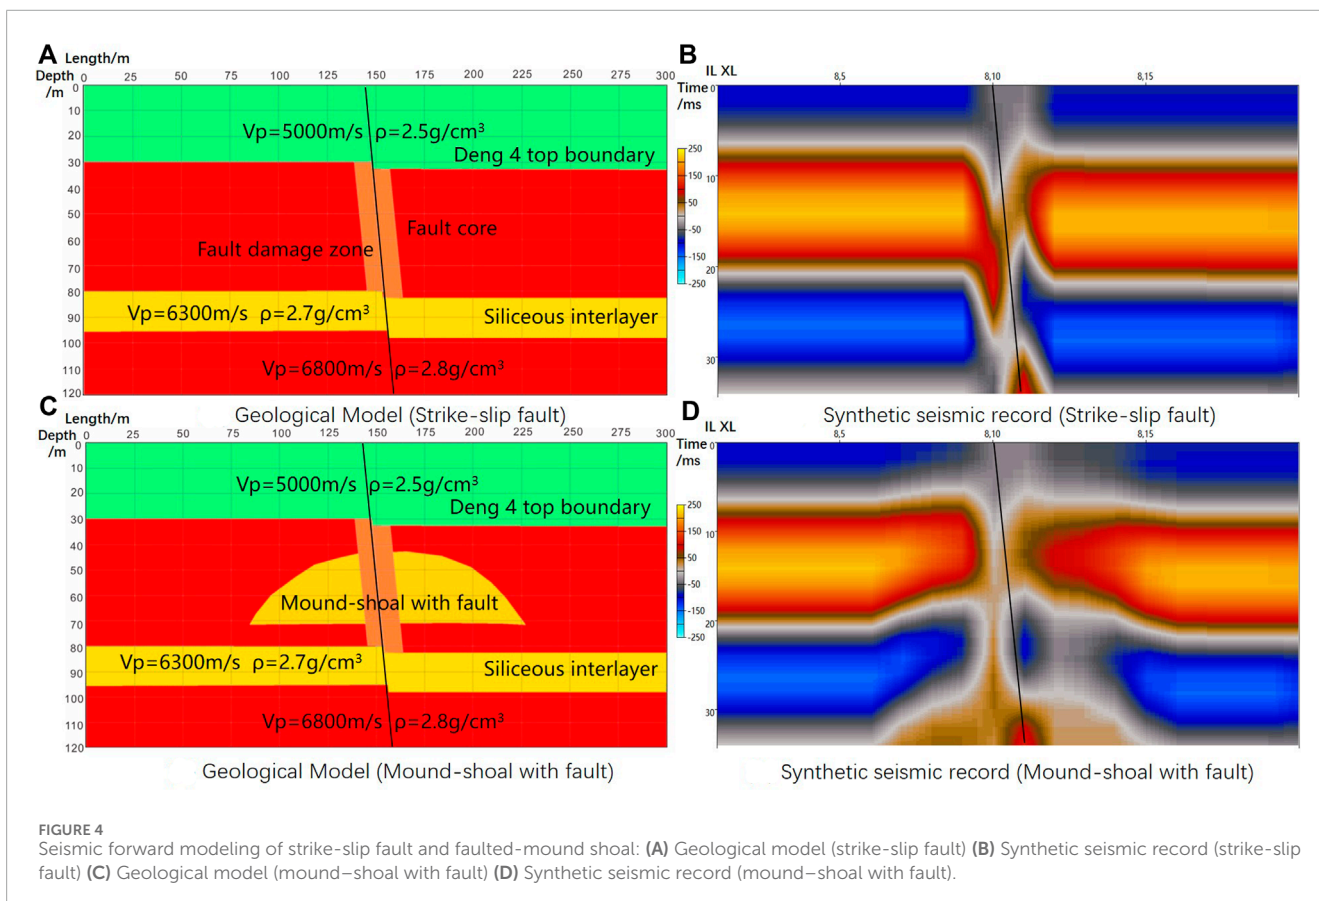 A
Length/m
Depth
/m
0 25 50 75 100 125 150 175 200 225 250 275 300
0
10
20
30
40
50
60
70
80
90
100
110
120
Vp=5000m/s ρ=2.5g/cm³
Deng 4 top boundary
Fault core
Fault damage zone
Vp=6300m/s ρ=2.7g/cm³
Siliceous interlayer
Vp=6800m/s ρ=2.8g/cm³
Geological Model (Strike-slip fault)
B
IL XL
Time
/ms
8,5 8,10 8,15
0
10
20
30
250
150
50
-50
-150
-250
Synthetic seismic record (Strike-slip fault)
C
Length/m
Depth
/m
0 25 50 75 100 125 150 175 200 225 250 275 300
0
10
20
30
40
50
60
70
80
90
100
110
120
Vp=5000m/s ρ=2.5g/cm³
Deng 4 top boundary
Mound-shoal with fault
Vp=6300m/s ρ=2.7g/cm³
Siliceous interlayer
Vp=6800m/s ρ=2.8g/cm³
Geological Model (Mound-shoal with fault)
D
IL XL
Time
/ms
8,5 8,10 8,15
0
10
20
30
250
150
50
-50
-150
-250
Synthetic seismic record (Mound-shoal with fault)
FIGURE 4
Seismic forward modeling of strike-slip fault and faulted-mound shoal: (A) Geological model (strike-slip fault) (B) Synthetic seismic record (strike-slip
fault) (C) Geological model (mound–shoal with fault) (D) Synthetic seismic record (mound–shoal with fault).